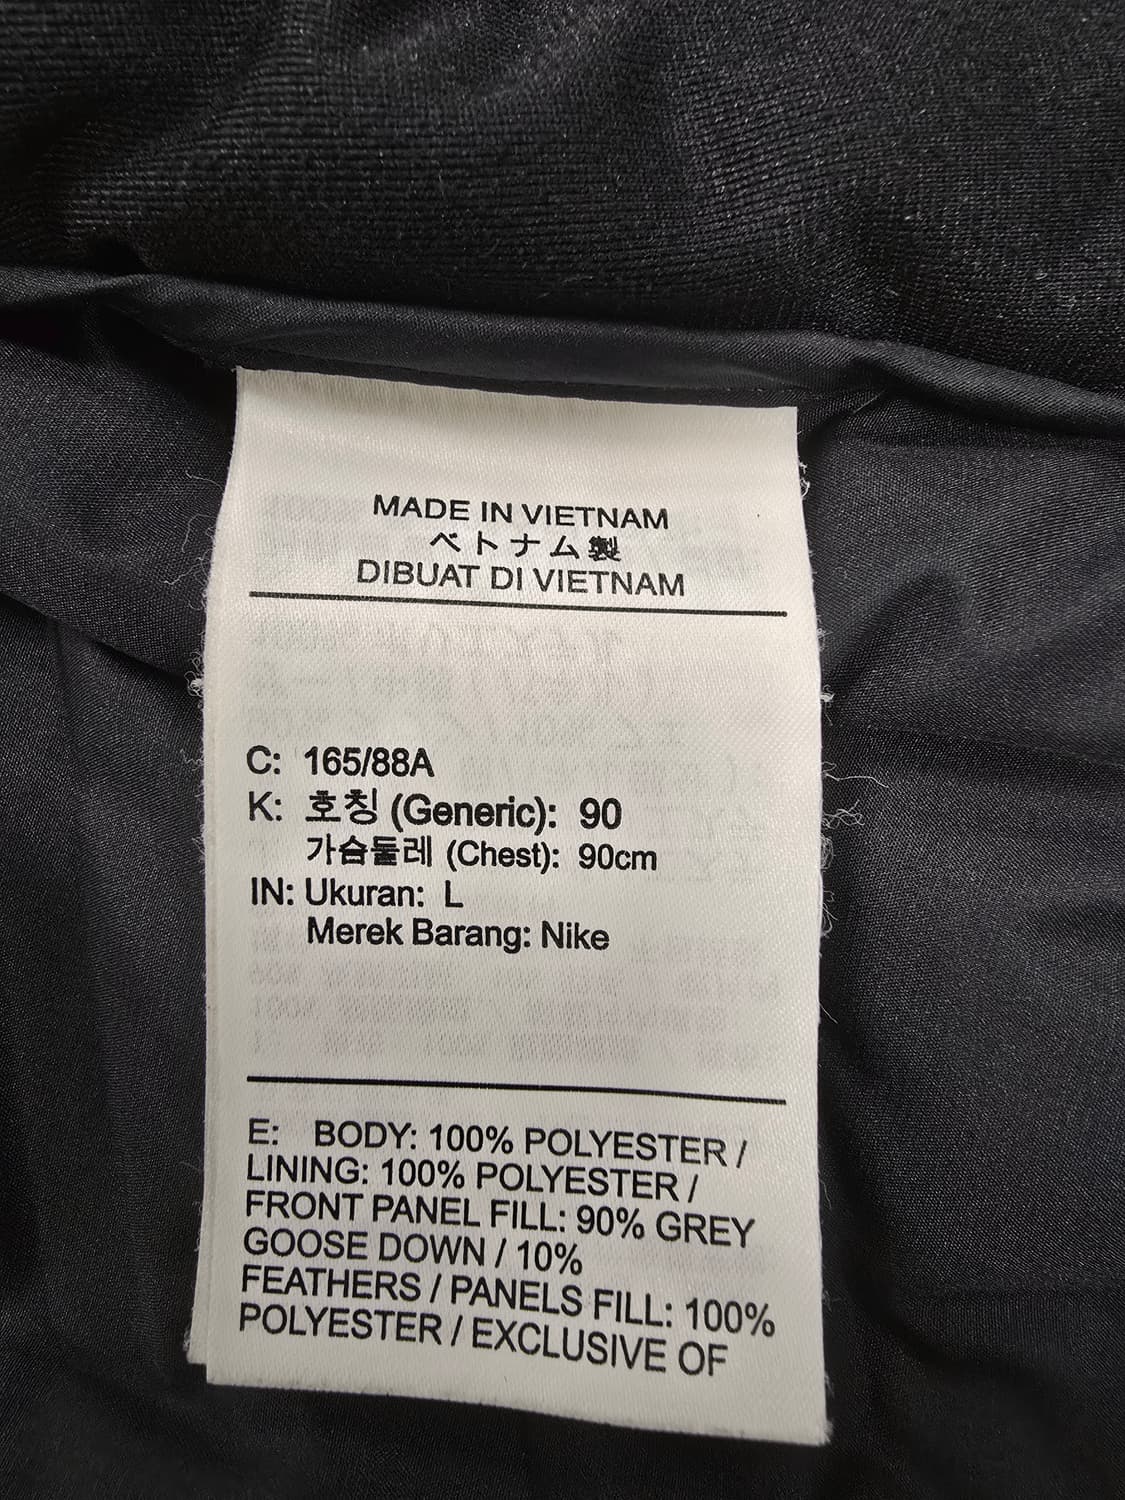 MADE IN VIETNAM
ベトナム製
DIBUAT DI VIETNAM
C: 165/88A
K: 호칭 (Generic): 90
가슴둘레 (Chest): 90cm
IN: Ukuran: L
Merek Barang: Nike
E: BODY: 100% POLYESTER /
LINING: 100% POLYESTER /
FRONT PANEL FILL: 90% GREY
GOOSE DOWN / 10%
FEATHERS / PANELS FILL: 100%
POLYESTER / EXCLUSIVE OF